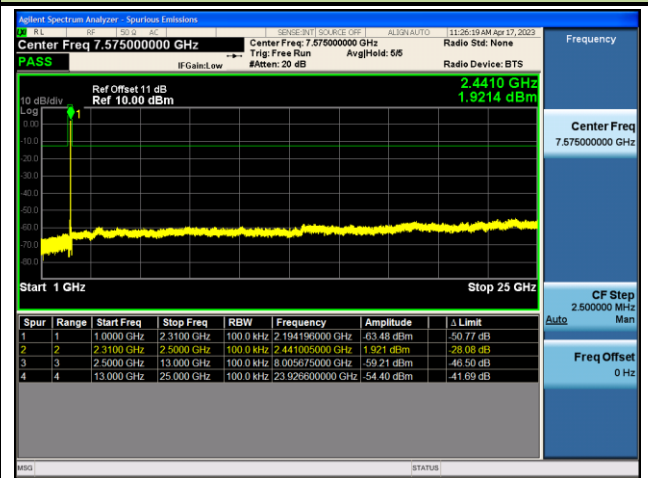 Agilent Spectrum Analyzer - Spurious Emissions
RL RF 50 Ω AC SENSE:INT SOURCE OFF ALIGN AUTO 11:26:19 AM Apr 17, 2023
Center Freq 7.575000000 GHz Center Freq: 7.575000000 GHz Radio Std: None Frequency
Trig: Free Run Avg|Hold: 5/5
PASS IFGain:Low #Atten: 20 dB Radio Device: BTS
Ref Offset 11 dB 2.4410 GHz
10 dB/div Ref 10.00 dBm 1.9214 dBm
Log 1
0.00
-10.0
-20.0
-30.0
-40.0
-50.0
-60.0
-70.0
-80.0
Center Freq
7.575000000 GHz
Start 1 GHz Stop 25 GHz
CF Step
2.500000 MHz
Auto Man
Spur Range Start Freq Stop Freq RBW Frequency Amplitude Δ Limit
1 1 1.0000 GHz 2.3100 GHz 100.0 kHz 2.194196000 GHz -63.48 dBm -50.77 dB
2 2 2.3100 GHz 2.5000 GHz 100.0 kHz 2.441005000 GHz 1.921 dBm -28.08 dB
3 3 2.5000 GHz 13.000 GHz 100.0 kHz 8.005675000 GHz -59.21 dBm -46.50 dB
4 4 13.000 GHz 25.000 GHz 100.0 kHz 23.926600000 GHz -54.40 dBm -41.69 dB
Freq Offset
0 Hz
MSG STATUS